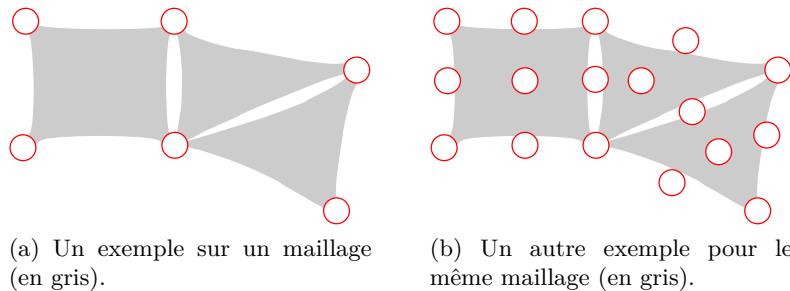 (a) Un exemple sur un maillage
(en gris).
(b) Un autre exemple pour le
même maillage (en gris).